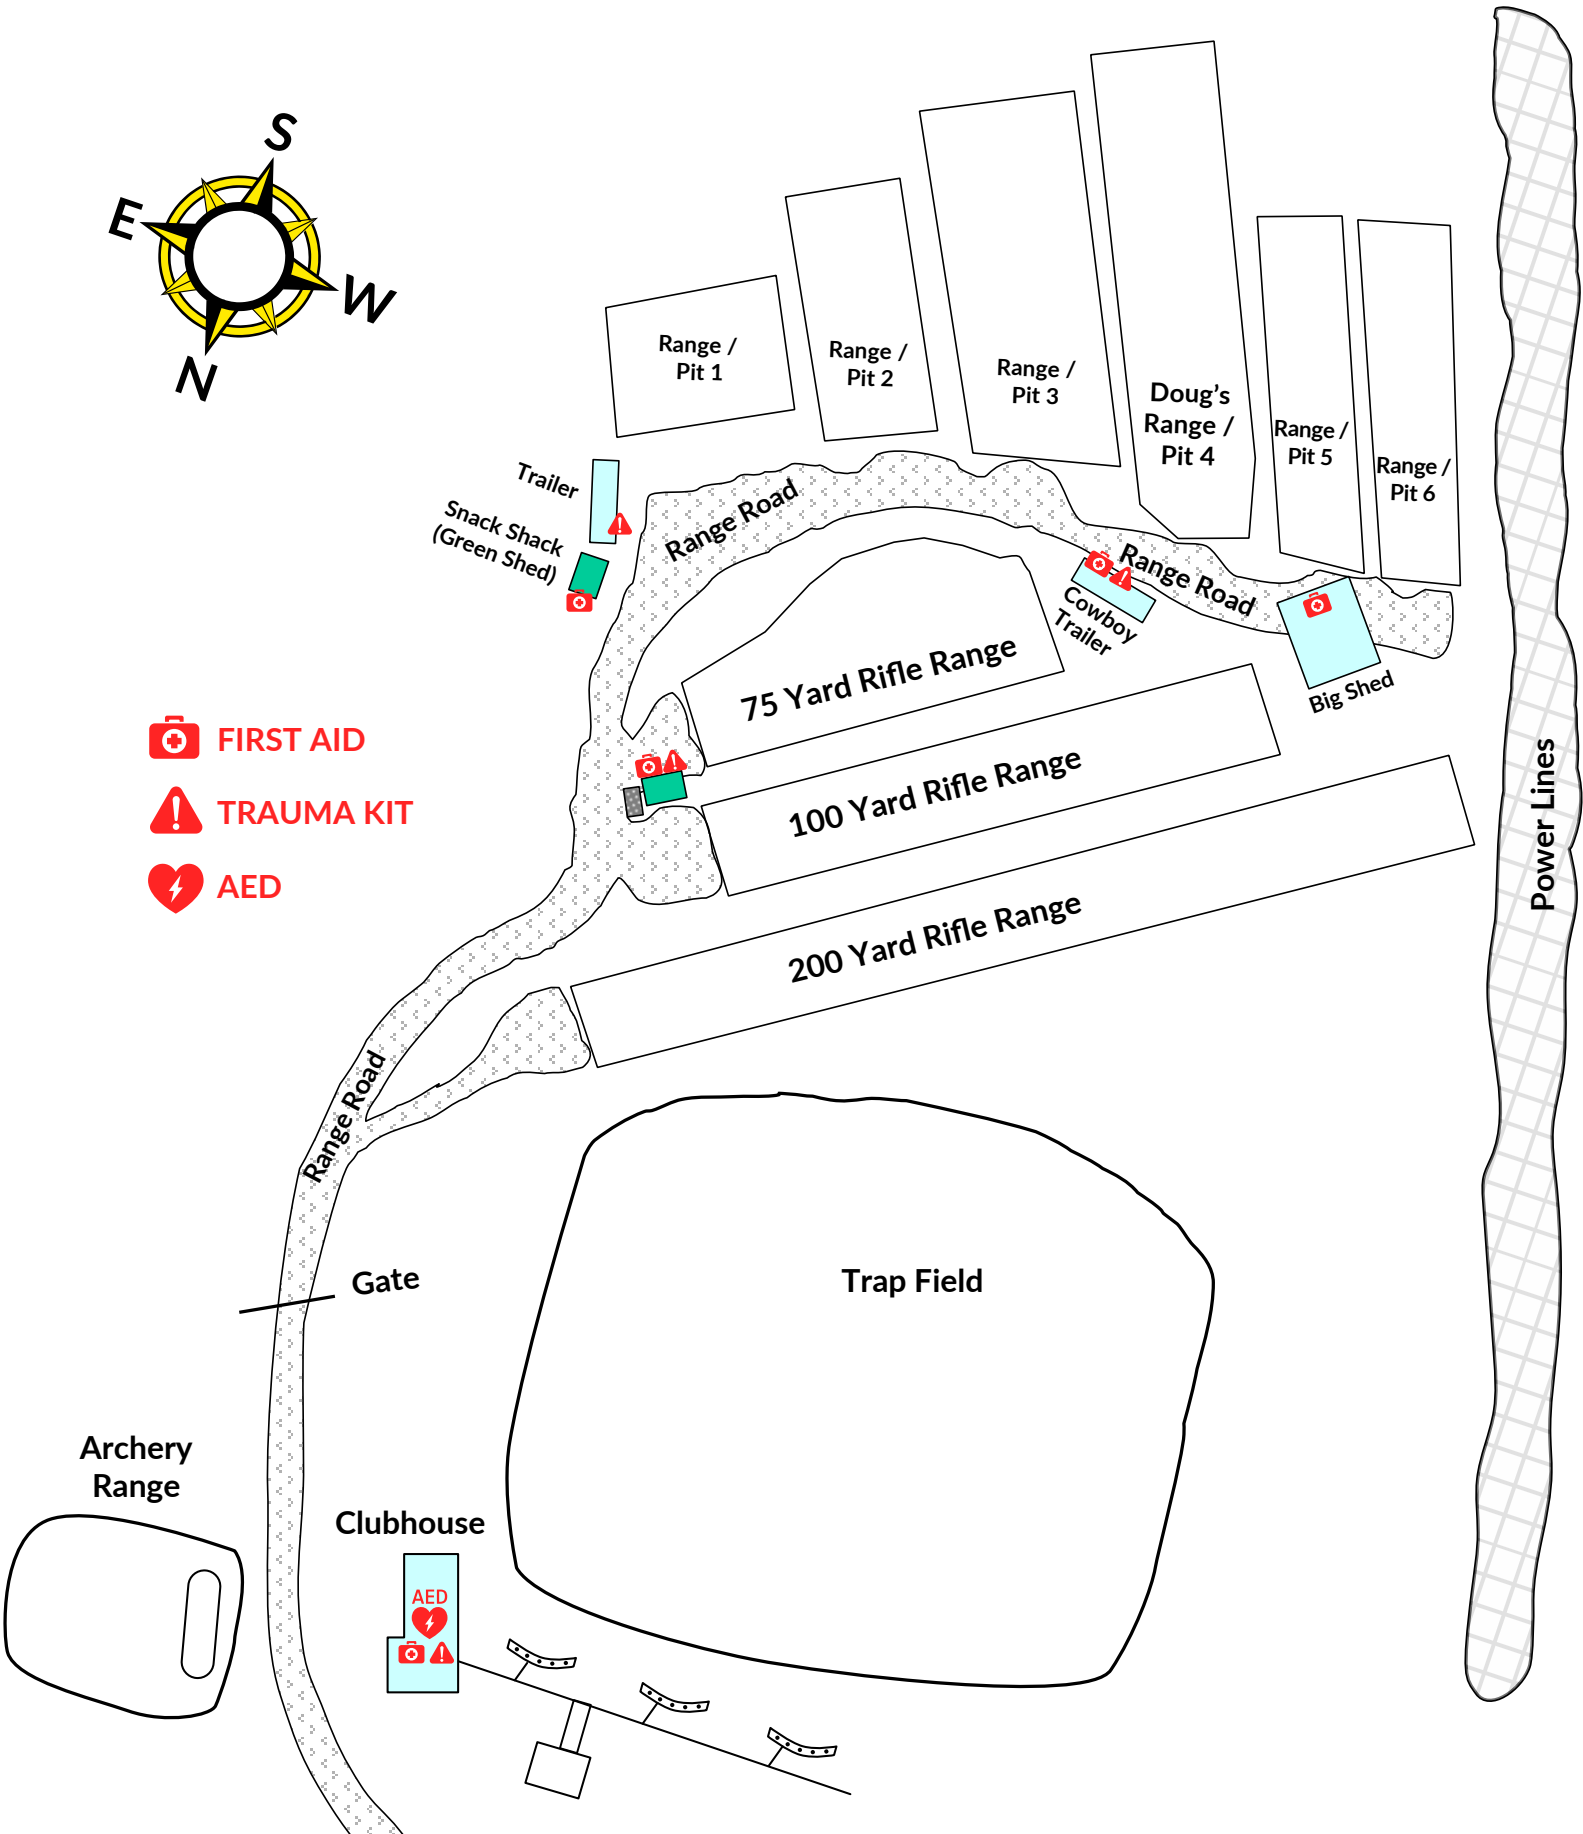 S
E
W
N
Range /
Pit 1
Range /
Pit 2
Range /
Pit 3
Doug’s
Range /
Pit 4
Range /
Pit 5
Range /
Pit 6
Trailer
Snack Shack
(Green Shed)
Range Road
Range Road
Cowboy
Trailer
Big Shed
75 Yard Rifle Range
100 Yard Rifle Range
200 Yard Rifle Range
Power Lines
FIRST AID
TRAUMA KIT
AED
Range Road
Gate
Trap Field
Archery
Range
Clubhouse
AED